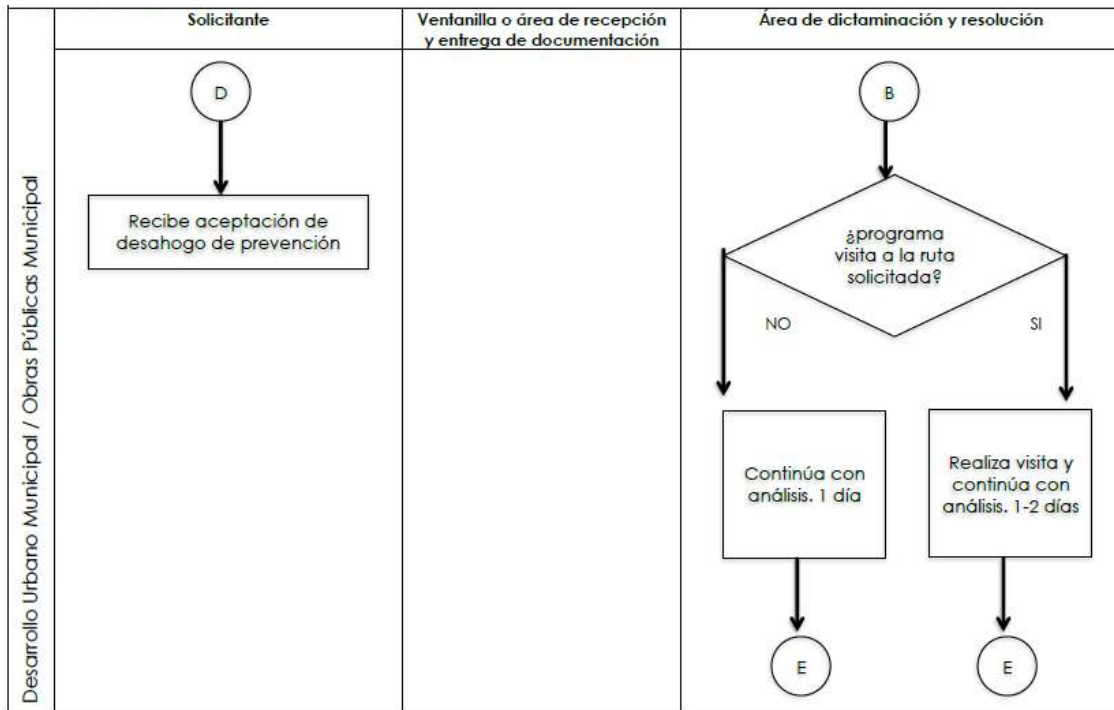 Solicitante
Ventanilla o área de recepción
y entrega de documentación
Área de dictaminación y resolución
Desarrollo Urbano Municipal / Obras Públicas Municipal
D
Recibe aceptación de
desahogo de prevención
B
¿programa
visita a la ruta
solicitada?
NO
SI
Continúa con
análisis. 1 día
Realiza visita y
continúa con
análisis. 1-2 días
E
E